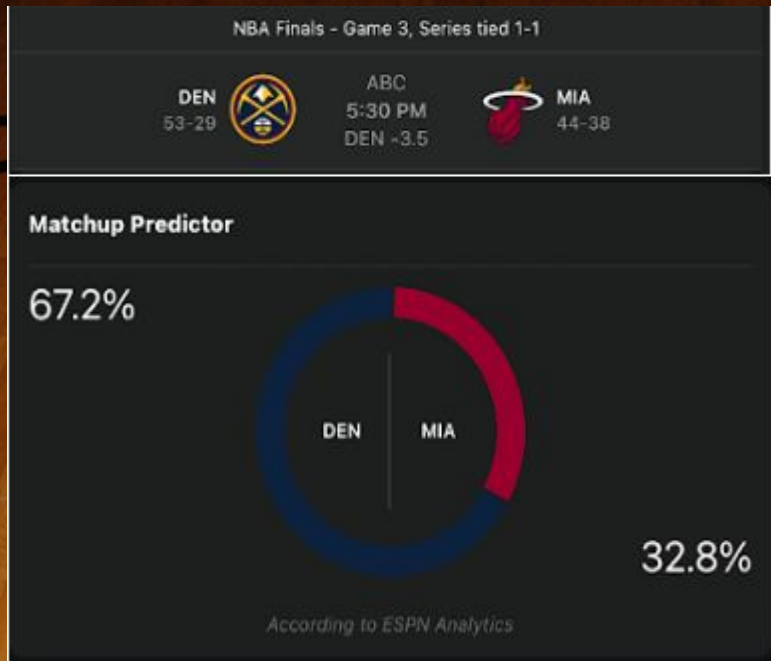 NBA Finals - Game 3, Series tied 1-1
DEN
53-29
ABC
5:30 PM
DEN -3.5
MIA
44-38
Matchup Predictor
67.2%
DEN
MIA
32.8%
According to ESPN Analytics